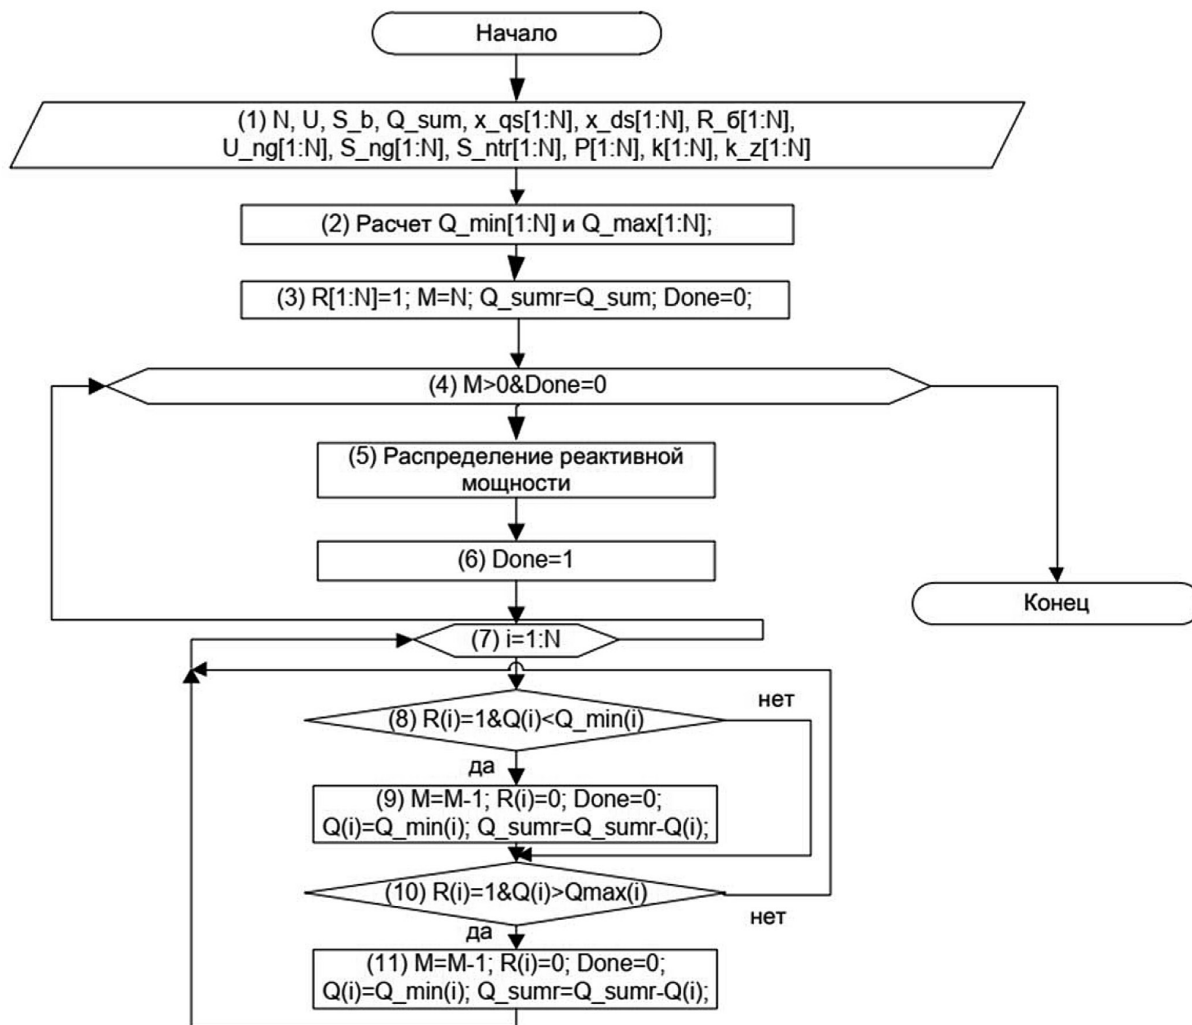 Начало
(1) N, U, S_b, Q_sum, x_qs[1:N], x_ds[1:N], R_б[1:N],
U_ng[1:N], S_ng[1:N], S_ntr[1:N], P[1:N], k[1:N], k_z[1:N]
(2) Расчет Q_min[1:N] и Q_max[1:N];
(3) R[1:N]=1; M=N; Q_sumr=Q_sum; Done=0;
(4) M>0&Done=0
(5) Распределение реактивной
мощности
(6) Done=1
Конец
(7) i=1:N
(8) R(i)=1&Q(i)<Q_min(i)
нет
да
(9) M=M-1; R(i)=0; Done=0;
Q(i)=Q_min(i); Q_sumr=Q_sumr-Q(i);
(10) R(i)=1&Q(i)>Qmax(i)
нет
да
(11) M=M-1; R(i)=0; Done=0;
Q(i)=Q_min(i); Q_sumr=Q_sumr-Q(i);